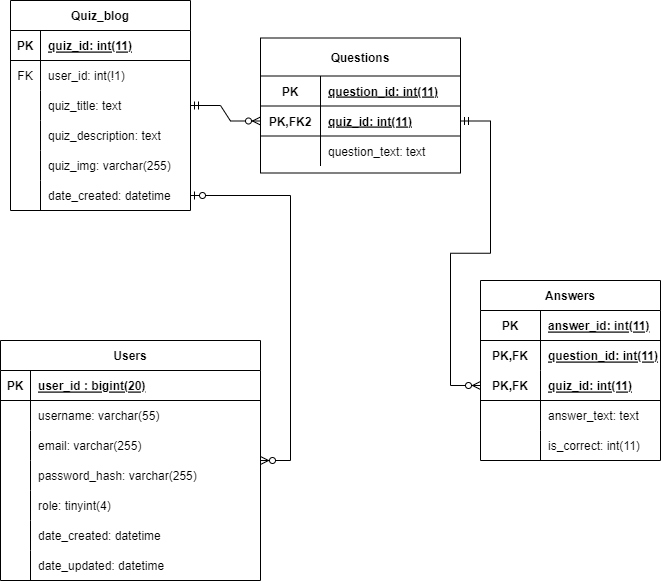 Quiz_blog
PK quiz_id: int(11)
FK user_id: int(!1)
quiz_title: text
quiz_description: text
quiz_img: varchar(255)
date_created: datetime
Questions
PK question_id: int(11)
PK,FK2 quiz_id: int(11)
question_text: text
Answers
PK answer_id: int(11)
PK,FK question_id: int(11)
PK,FK quiz_id: int(11)
answer_text: text
is_correct: int(11)
Users
PK user_id : bigint(20)
username: varchar(55)
email: varchar(255)
password_hash: varchar(255)
role: tinyint(4)
date_created: datetime
date_updated: datetime